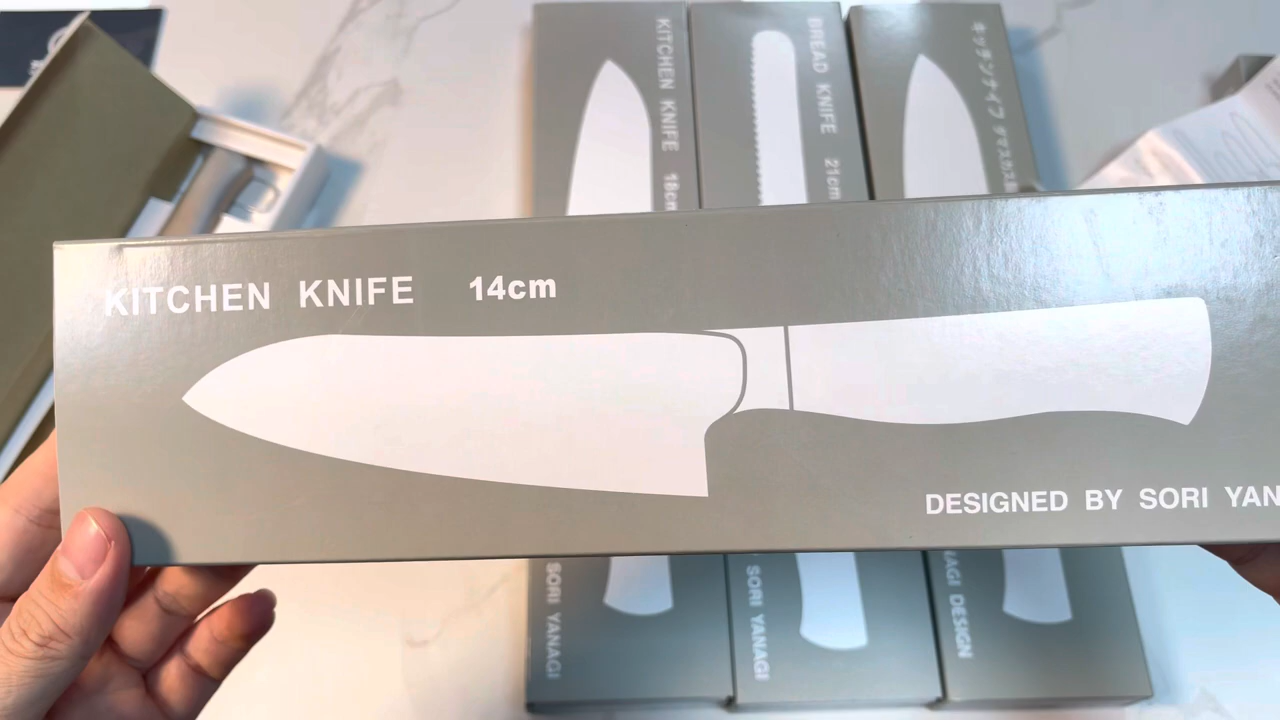 KITCHEN KNIFE 18cm
BREAD KNIFE 21cm
キッチンナイフ
KITCHEN KNIFE 14cm
DESIGNED BY SORI YAN
SORI YANAGI
SORI YANAGI
NAGI DESIGN